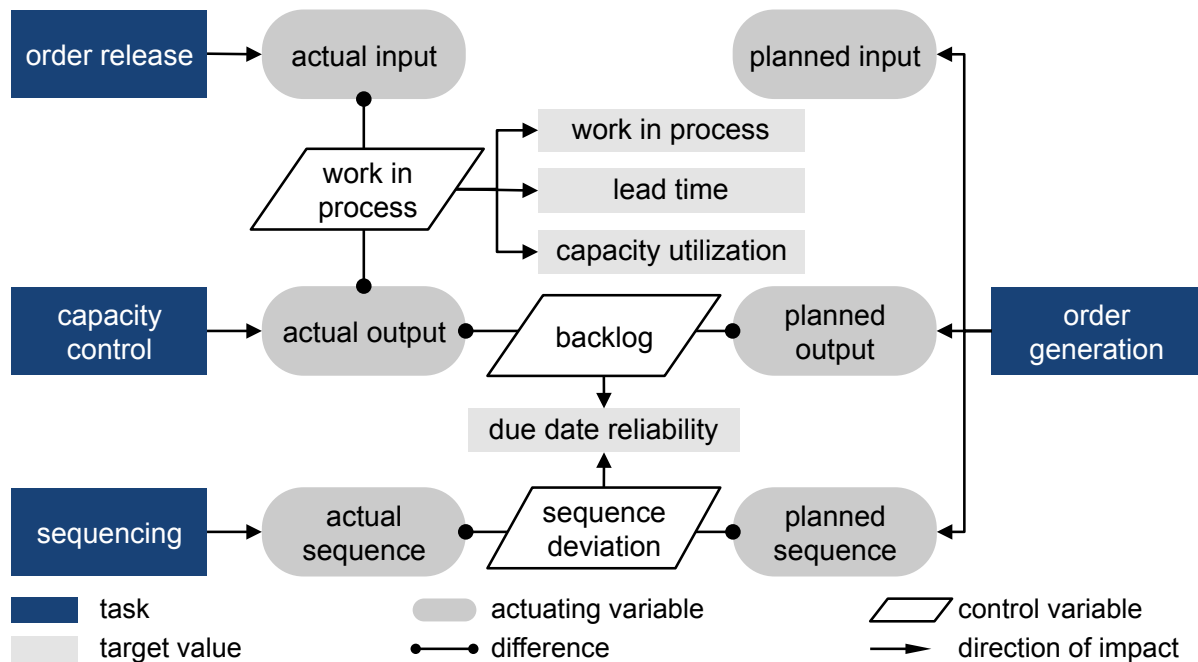 order release
actual input
planned input
work in process
work in
process
lead time
capacity utilization
capacity
control
actual output
backlog
planned
output
order
generation
due date reliability
sequencing
actual
sequence
sequence
deviation
planned
sequence
task
actuating variable
control variable
target value
difference
direction of impact